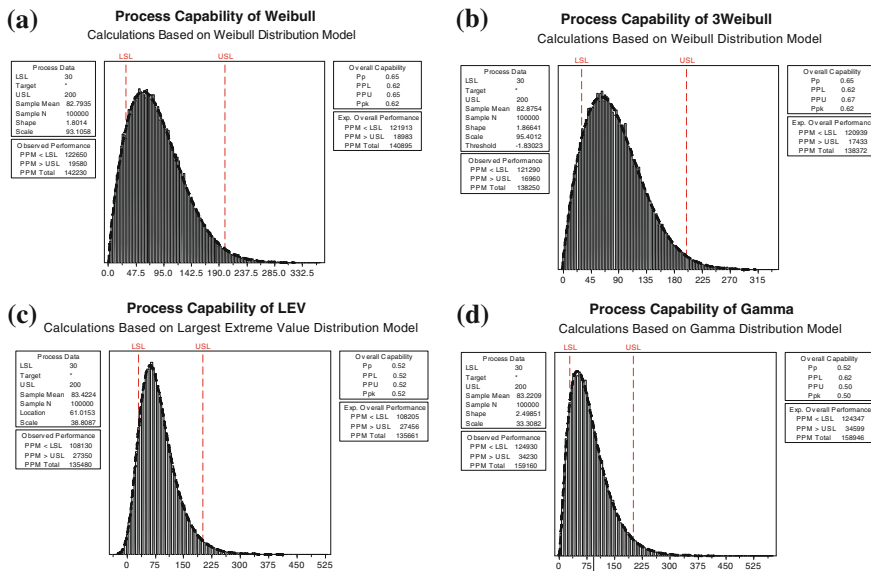 (a)
Process Capability of Weibull
Calculations Based on Weibull Distribution Model
LSL
USL
Process Data
LSL 30
Target *
USL 200
Sample Mean 82.7935
Sample N 100000
Shape 1.8014
Scale 93.1058
Observed Performance
PPM < LSL 122650
PPM > USL 19580
PPM Total 142230
Overall Capability
Pp 0.65
PPL 0.62
PPU 0.65
Ppk 0.62
Exp. Overall Performance
PPM < LSL 121913
PPM > USL 18983
PPM Total 140895
0.0 47.5 95.0 142.5 190.0 237.5 285.0 332.5
(b)
Process Capability of 3Weibull
Calculations Based on Weibull Distribution Model
LSL
USL
Process Data
LSL 30
Target *
USL 200
Sample Mean 82.8754
Sample N 100000
Shape 1.86641
Scale 95.4012
Threshold -1.83023
Observed Performance
PPM < LSL 121290
PPM > USL 16960
PPM Total 138250
Overall Capability
Pp 0.65
PPL 0.62
PPU 0.67
Ppk 0.62
Exp. Overall Performance
PPM < LSL 120939
PPM > USL 17433
PPM Total 138372
0 45 90 135 180 225 270 315
(c)
Process Capability of LEV
Calculations Based on Largest Extreme Value Distribution Model
LSL
USL
Process Data
LSL 30
Target *
USL 200
Sample Mean 83.4224
Sample N 100000
Location 61.0153
Scale 38.8087
Observed Performance
PPM < LSL 108130
PPM > USL 27350
PPM Total 135480
Overall Capability
Pp 0.52
PPL 0.52
PPU 0.52
Ppk 0.52
Exp. Overall Performance
PPM < LSL 108205
PPM > USL 27456
PPM Total 135661
0 75 150 225 300 375 450 525
(d)
Process Capability of Gamma
Calculations Based on Gamma Distribution Model
LSL
USL
Process Data
LSL 30
Target *
USL 200
Sample Mean 83.2209
Sample N 100000
Shape 2.49851
Scale 33.3082
Observed Performance
PPM < LSL 124930
PPM > USL 34230
PPM Total 159160
Overall Capability
Pp 0.52
PPL 0.62
PPU 0.50
Ppk 0.50
Exp. Overall Performance
PPM < LSL 124347
PPM > USL 34599
PPM Total 158946
0 75 150 225 300 375 450 525